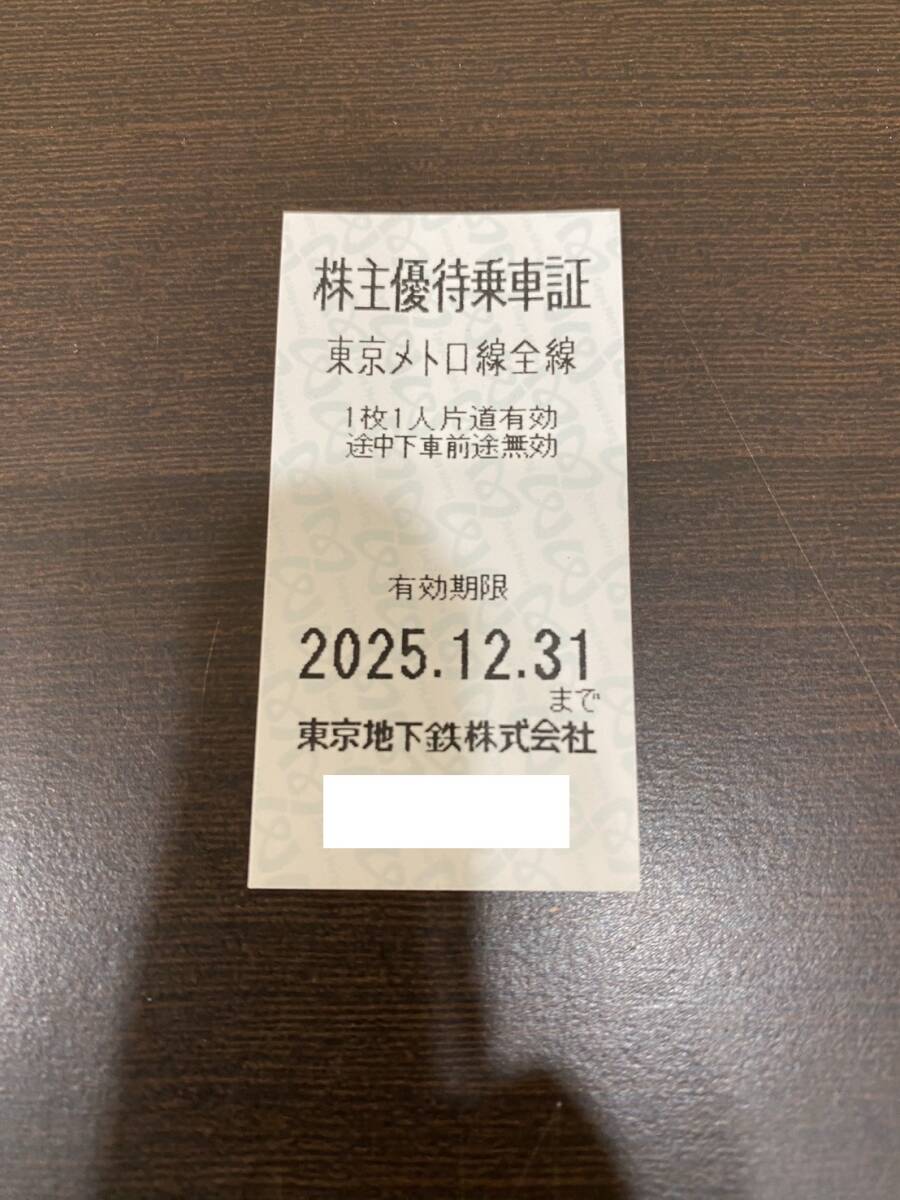 株主優待乗車証
東京メトロ線全線
1枚1人片道有効
途中下車前途無効
有効期限
2025.12.31
まで
東京地下鉄株式会社